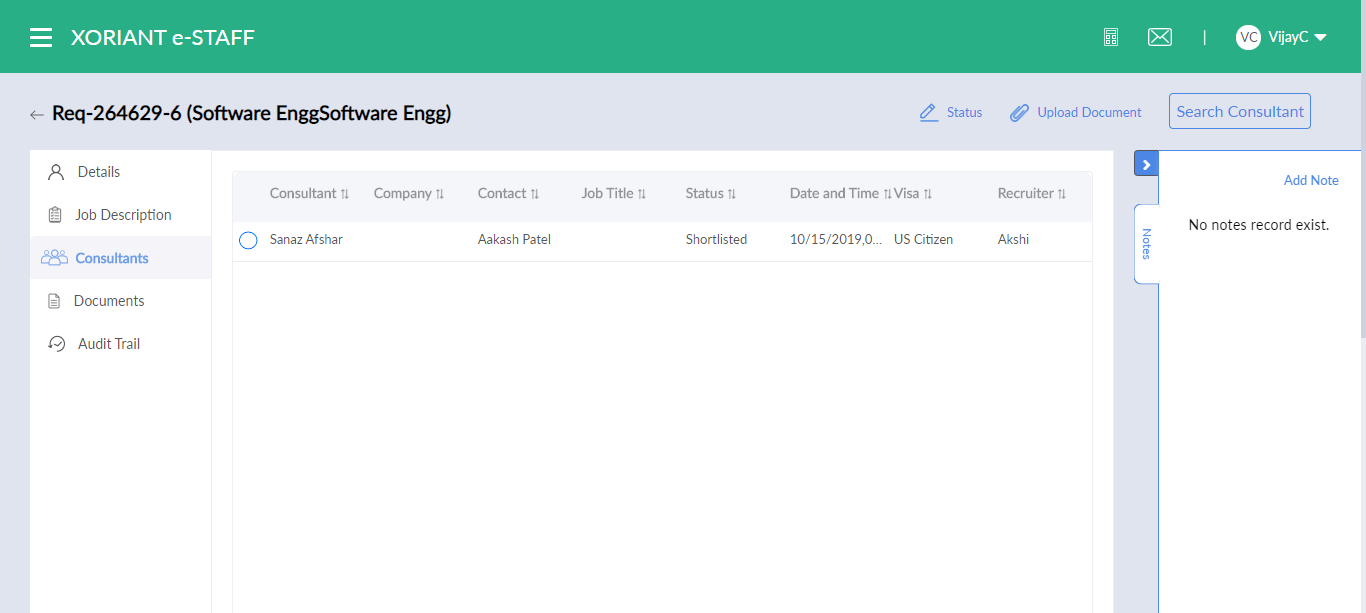 XORIANT e-STAFF
| VC VijayC
Req-264629-6 (Software EnggSoftware Engg)
Status Upload Document Search Consultant
Details
Job Description
Consultants
Documents
Audit Trail
Consultant Company Contact Job Title Status Date and Time Visa Recruiter
Sanaz Afshar Aakash Patel Shortlisted 10/15/2019,0... US Citizen Akshi
Add Note
Notes
No notes record exist.